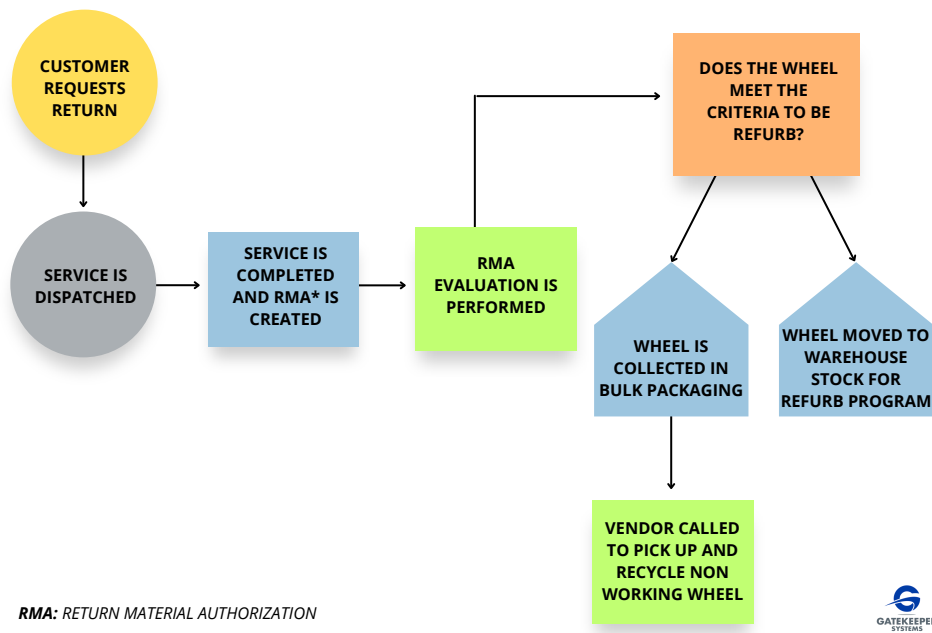 CUSTOMER
REQUESTS
RETURN
SERVICE IS
DISPATCHED
SERVICE IS
COMPLETED
AND RMA* IS
CREATED
RMA
EVALUATION IS
PERFORMED
DOES THE WHEEL
MEET THE
CRITERIA TO BE
REFURB?
WHEEL IS
COLLECTED IN
BULK PACKAGING
WHEEL MOVED TO
WAREHOUSE
STOCK FOR
REFURB PROGRAM
VENDOR CALLED
TO PICK UP AND
RECYCLE NON
WORKING WHEEL
RMA: RETURN MATERIAL AUTHORIZATION
GATEKEEPER
SYSTEMS